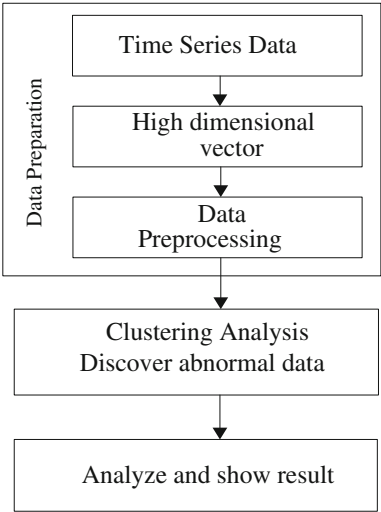 Data Preparation
Time Series Data
High dimensional
vector
Data
Preprocessing
Clustering Analysis
Discover abnormal data
Analyze and show result